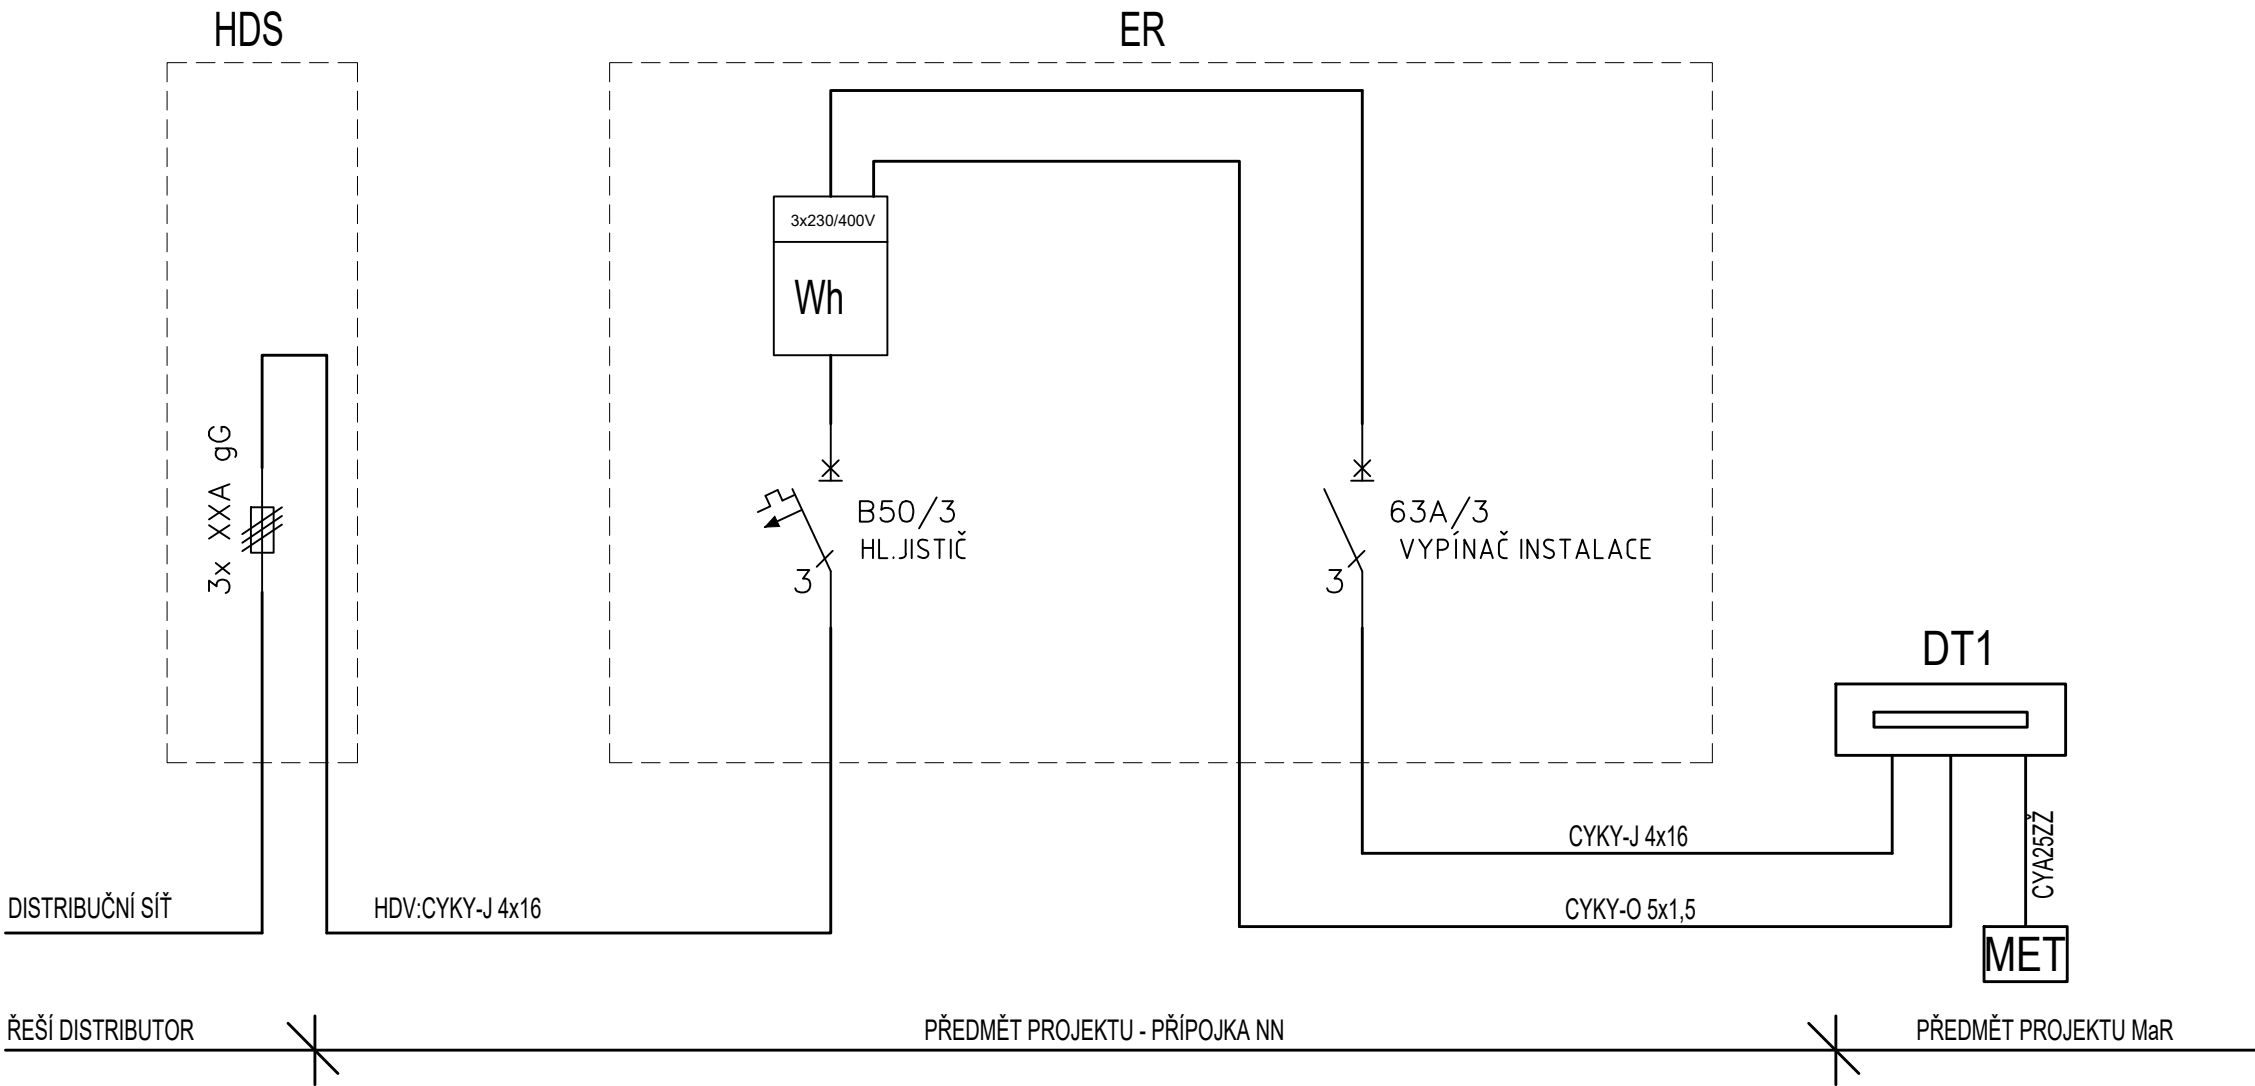 HDS
ER
3x230/400V
Wh
3x XXA gG
B50/3
HL.JISTIČ
3
63A/3
VYPÍNAČ INSTALACE
3
DT1
CYKY-J 4x16
CYA25ZŽ
DISTRIBUČNÍ SÍŤ
HDV:CYKY-J 4x16
CYKY-O 5x1,5
MET
ŘEŠÍ DISTRIBUTOR
PŘEDMĚT PROJEKTU - PŘÍPOJKA NN
PŘEDMĚT PROJEKTU MaR